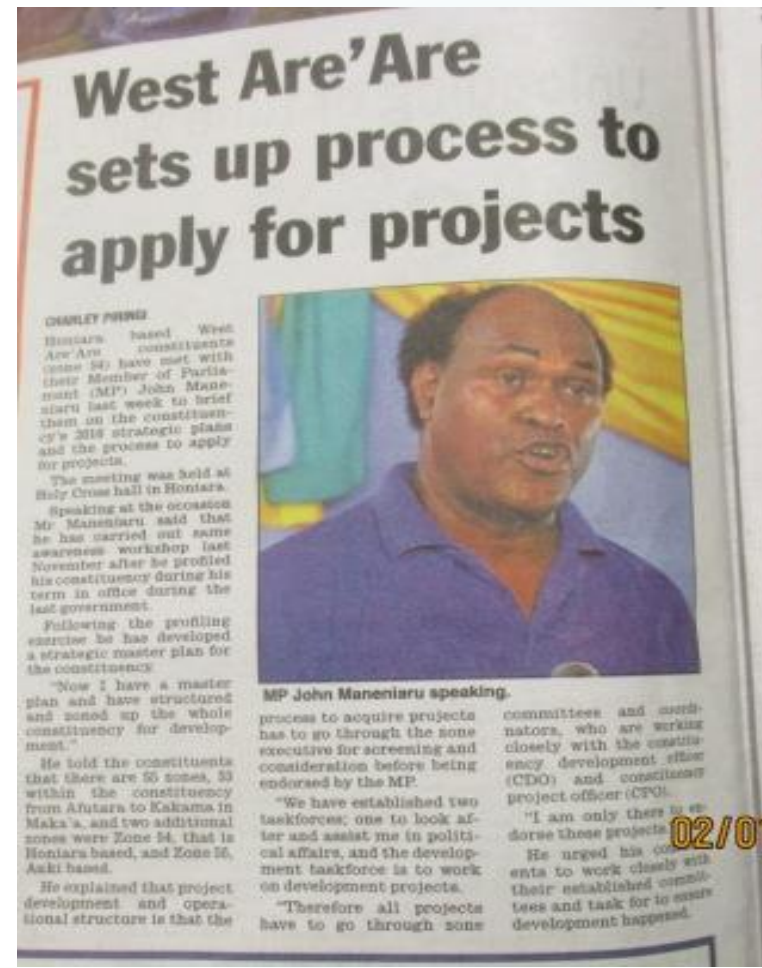 West Are'Are
sets up process to
apply for projects
CHARLEY PIRINGI
Honiara based West
Are'Are constituents
(zone 54) have met with
their Member of Parlia-
ment (MP) John Mane-
niaru last week to brief
them on the constituen-
cy's 2016 strategic plans
and the process to apply
for projects.
The meeting was held at
Holy Cross hall in Honiara.
Speaking at the occasion
Mr Maneniaru said that
he has carried out same
awareness workshop last
November after he profiled
his constituency during his
term in office during the
last government.
Following the profiling
exercise he has developed
a strategic master plan for
the constituency.
"Now I have a master
plan and have structured
and zoned up the whole
constituency for develop-
ment."
He told the constituents
that there are 55 zones, 53
within the constituency
from Afutara to Kakama in
Maka'a, and two additional
zones were Zone 54, that is
Honiara based, and Zone 55,
Auki based.
He explained that project
development and opera-
tional structure is that the
MP John Maneniaru speaking.
process to acquire projects
has to go through the zone
executive for screening and
consideration before being
endorsed by the MP.
"We have established two
taskforces; one to look af-
ter and assist me in politi-
cal affairs, and the develop-
ment taskforce is to work
on development projects.
"Therefore all projects
have to go through zone
committees and coordi-
nators, who are working
closely with the constitu-
ency development officer
(CDO) and constituency
project officer (CPO).
"I am only there to en-
dorse these projects
He urged his
ents to work closely with
their established commit-
tees and task for to ensure
development happened.
02/0